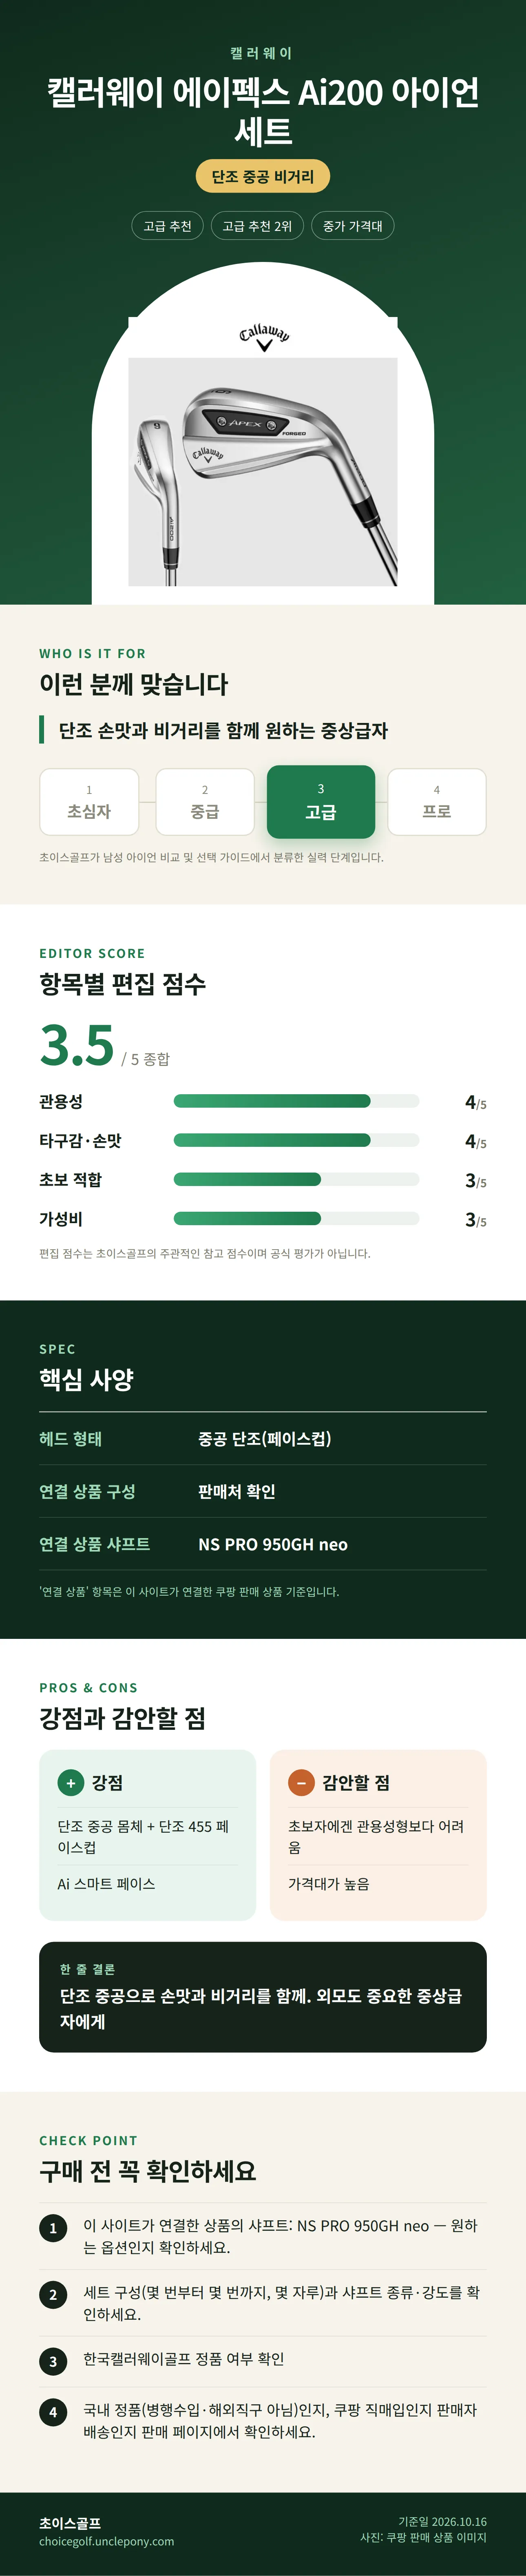 캘러웨이
캘러웨이 에이펙스 Ai200 아이언
세트
단조 중공 비거리
고급 추천
고급 추천 2위
중가 가격대
Callaway
APEX
FORGED
Callaway
Ai200
WHO IS IT FOR
이런 분께 맞습니다
단조 손맛과 비거리를 함께 원하는 중상급자
1
초심자
2
중급
3
고급
4
프로
초이스골프가 남성 아이언 비교 및 선택 가이드에서 분류한 실력 단계입니다.
EDITOR SCORE
항목별 편집 점수
3.5 / 5 종합
관용성 4/5
타구감·손맛 4/5
초보 적합 3/5
가성비 3/5
편집 점수는 초이스골프의 주관적인 참고 점수이며 공식 평가가 아닙니다.
SPEC
핵심 사양
헤드 형태 중공 단조(페이스컵)
연결 상품 구성 판매처 확인
연결 상품 샤프트 NS PRO 950GH neo
'연결 상품' 항목은 이 사이트가 연결한 쿠팡 판매 상품 기준입니다.
PROS & CONS
강점과 감안할 점
+ 강점
단조 중공 몸체 + 단조 455 페
이스컵
Ai 스마트 페이스
− 감안할 점
초보자에겐 관용성형보다 어려
움
가격대가 높음
한 줄 결론
단조 중공으로 손맛과 비거리를 함께. 외모도 중요한 중상급
자에게
CHECK POINT
구매 전 꼭 확인하세요
1 이 사이트가 연결한 상품의 샤프트: NS PRO 950GH neo — 원하
는 옵션인지 확인하세요.
2 세트 구성(몇 번부터 몇 번까지, 몇 자루)과 샤프트 종류·강도를 확
인하세요.
3 한국캘러웨이골프 정품 여부 확인
4 국내 정품(병행수입·해외직구 아님)인지, 쿠팡 직매입인지 판매자
배송인지 판매 페이지에서 확인하세요.
초이스골프
choicegolf.unclepony.com
기준일 2026.10.16
사진: 쿠팡 판매 상품 이미지